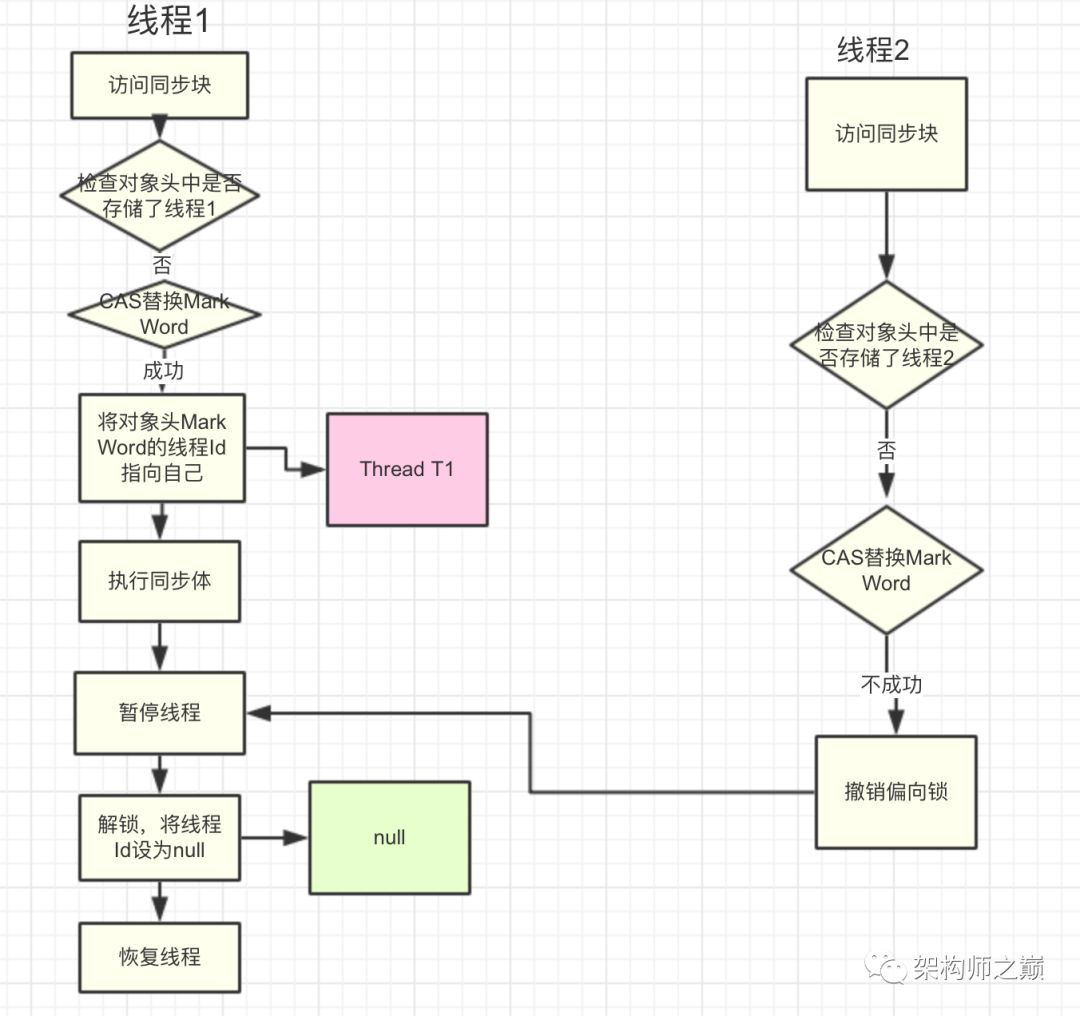 线程1
访问同步块
检查对象头中是否
存储了线程1
否
CAS替换Mark
Word
成功
将对象头Mark
Word的线程Id
指向自己
Thread T1
执行同步体
暂停线程
解锁，将线程
Id设为null
null
恢复线程
线程2
访问同步块
检查对象头中是
否存储了线程2
否
CAS替换Mark
Word
不成功
撤销偏向锁
架构师之巅